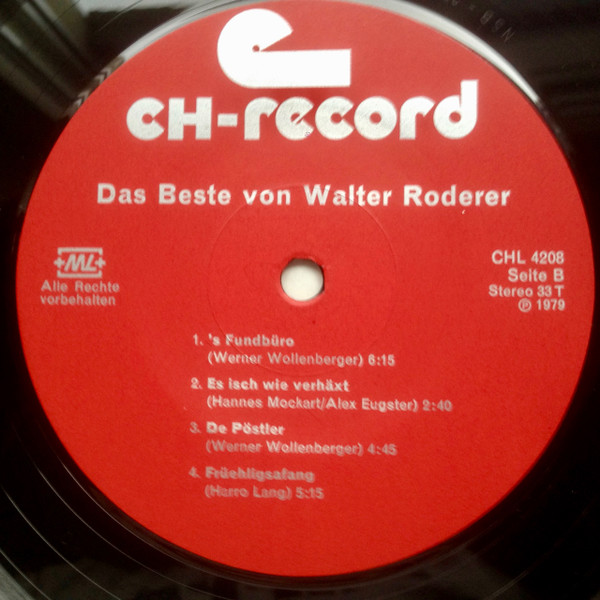 CH-record
Das Beste von Walter Roderer
+ML+
Alle Rechte
vorbehalten
CHL 4208
Seite B
Stereo 33 T
Ⓟ 1979
1. 's Fundbüro
(Werner Wollenberger) 6:15
2. Es isch wie verhäxt
(Hannes Mockart/Alex Eugster) 2:40
3. De Pöstler
(Werner Wollenberger) 4:45
4. Früehligsafang
(Harro Lang) 5:15